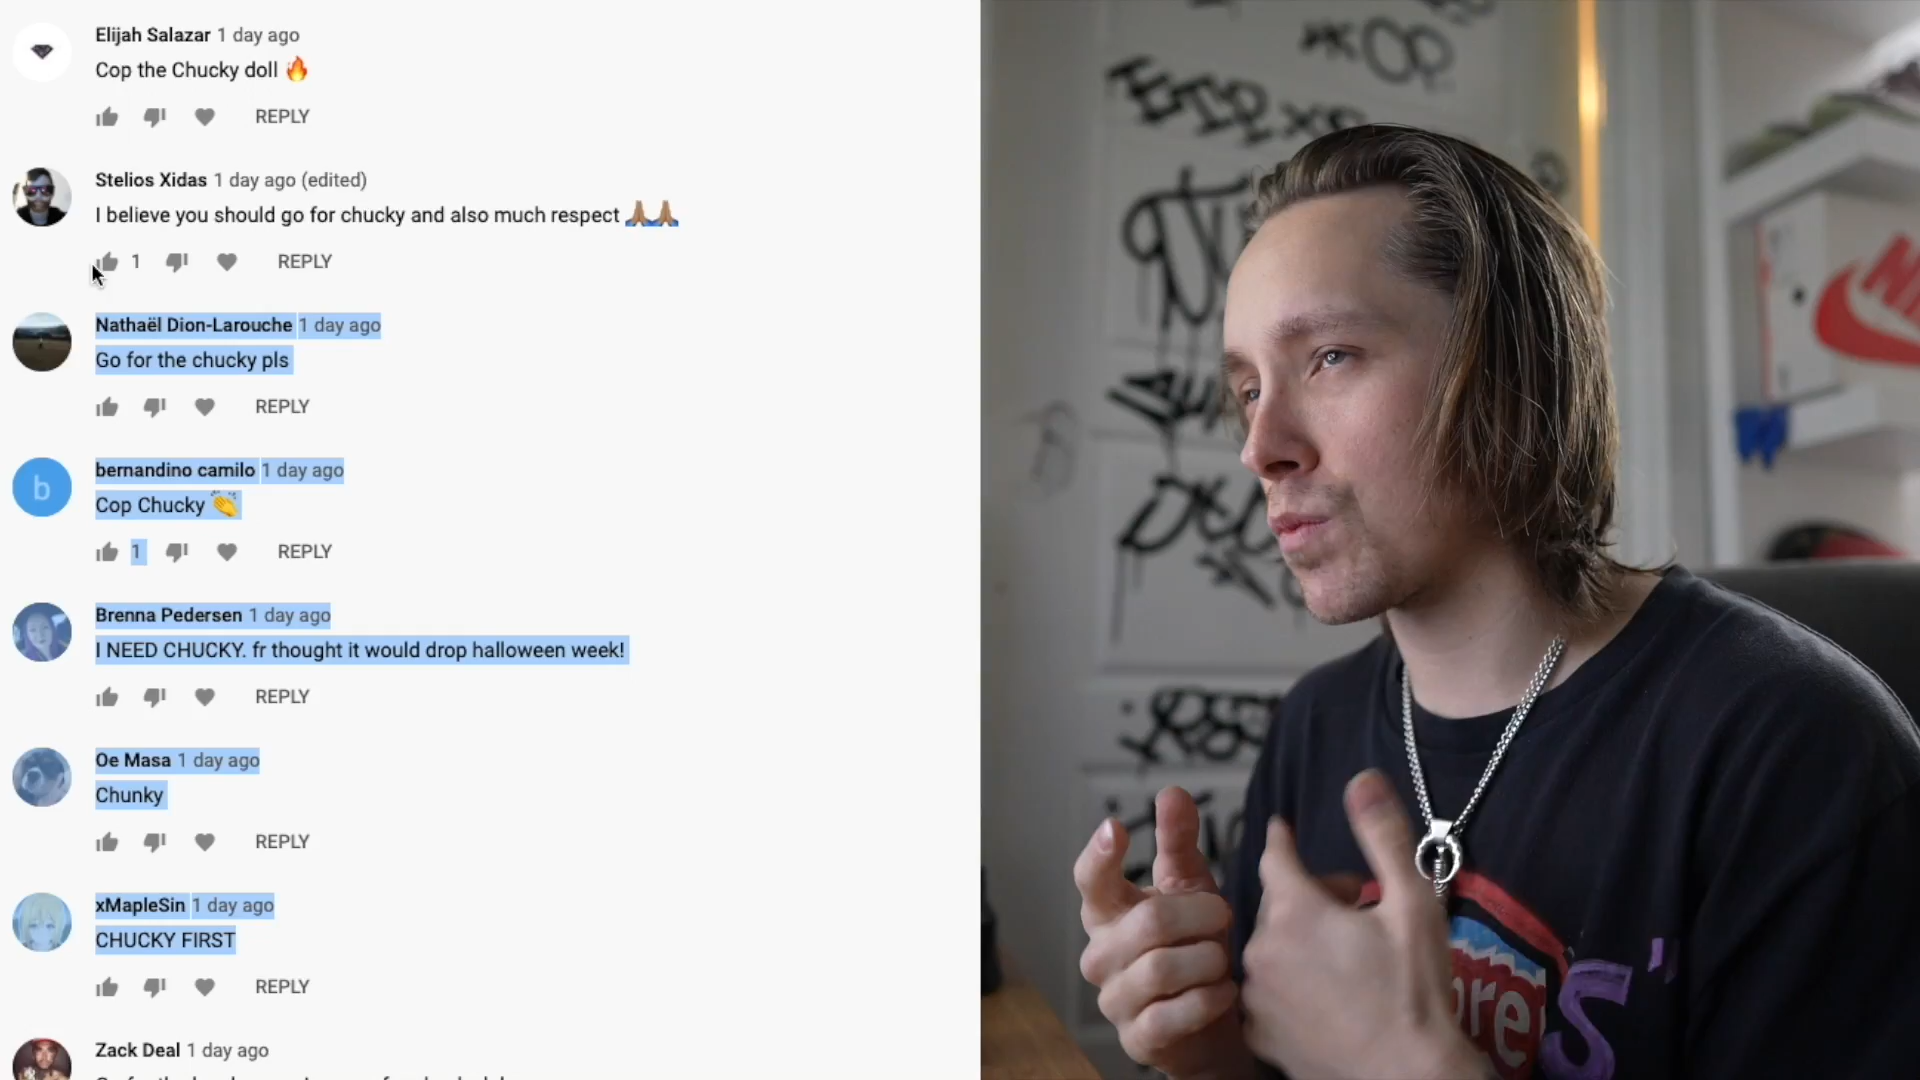 Elijah Salazar 1 day ago
Cop the Chucky doll 🔥
REPLY
Stelios Xidas 1 day ago (edited)
I believe you should go for chucky and also much respect 🙏🏽🙏🏽
1 REPLY
Nathaël Dion-Larouche 1 day ago
Go for the chucky pls
REPLY
b
bernandino camilo 1 day ago
Cop Chucky 👏
1 REPLY
Brenna Pedersen 1 day ago
I NEED CHUCKY. fr thought it would drop halloween week!
REPLY
Oe Masa 1 day ago
Chunky
REPLY
xMapleSin 1 day ago
CHUCKY FIRST
REPLY
Zack Deal 1 day ago